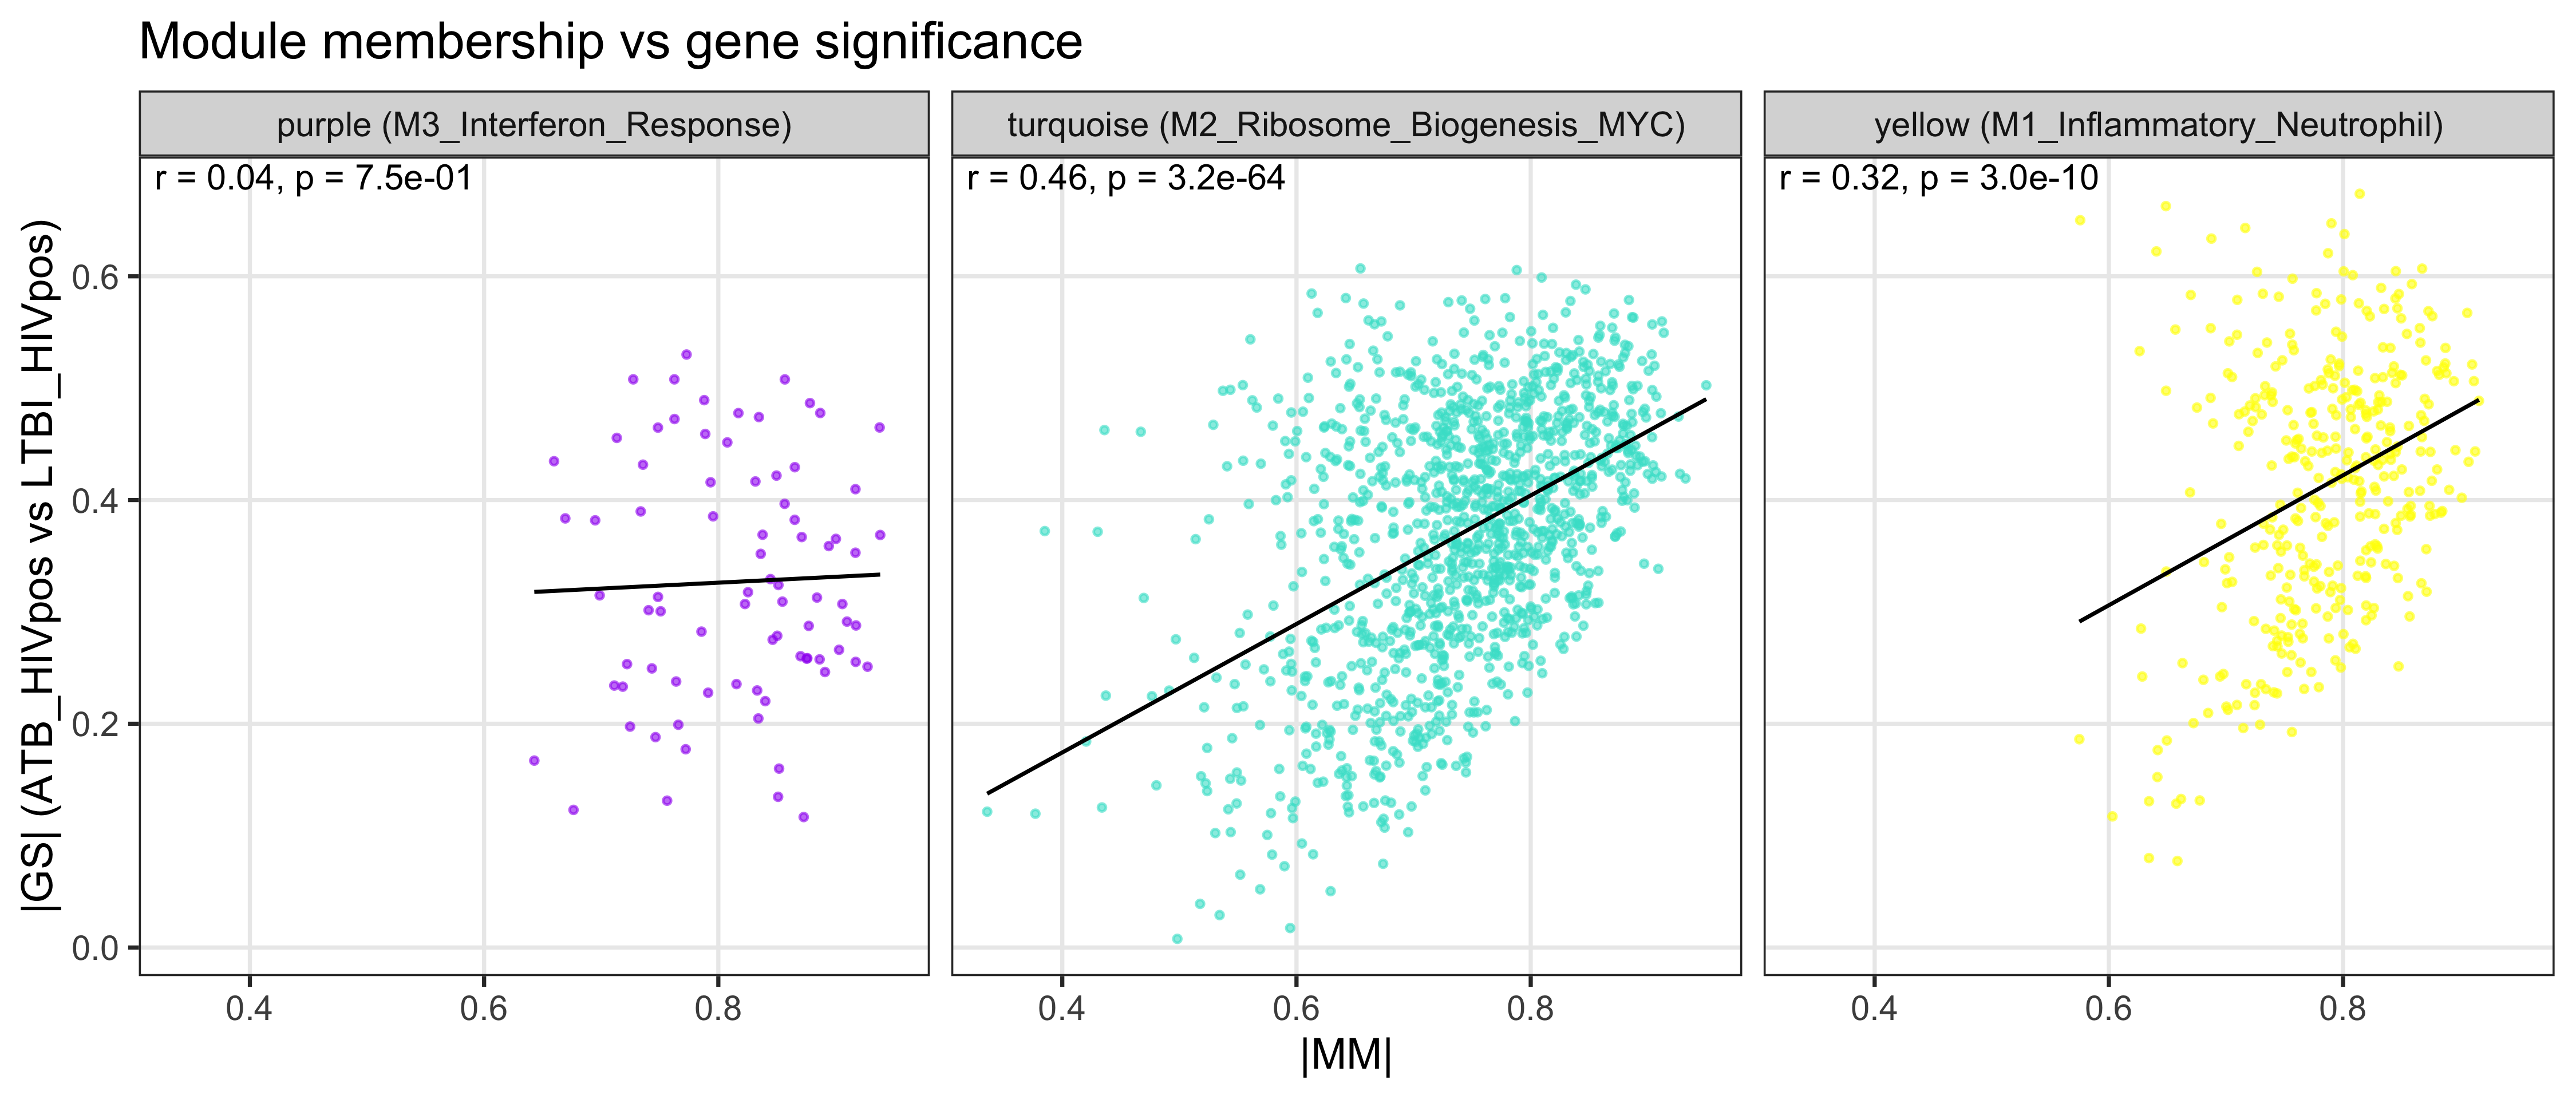 Module membership vs gene significance
purple (M3_Interferon_Response)
turquoise (M2_Ribosome_Biogenesis_MYC)
yellow (M1_Inflammatory_Neutrophil)
r = 0.04, p = 7.5e-01
r = 0.46, p = 3.2e-64
r = 0.32, p = 3.0e-10
|GS| (ATB_HIVpos vs LTBI_HIVpos)
0.6
0.4
0.2
0.0
0.4 0.6 0.8
0.4 0.6 0.8
0.4 0.6 0.8
|MM|